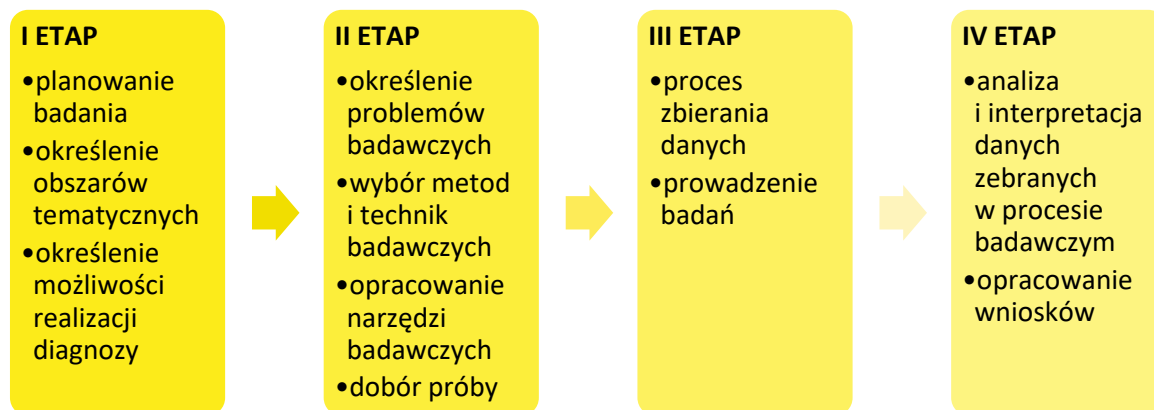 I ETAP
•planowanie
badania
•określenie
obszarów
tematycznych
•określenie
możliwości
realizacji
diagnozy
II ETAP
•określenie
problemów
badawczych
•wybór metod
i technik
badawczych
•opracowanie
narzędzi
badawczych
•dobór próby
III ETAP
•proces
zbierania
danych
•prowadzenie
badań
IV ETAP
•analiza
i interpretacja
danych
zebranych
w procesie
badawczym
•opracowanie
wniosków